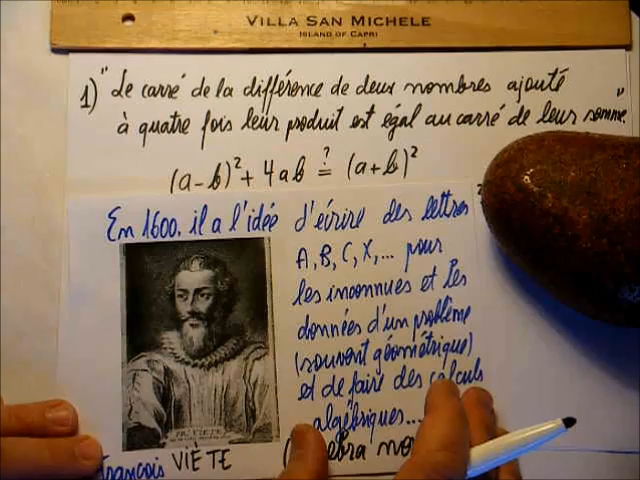 VILLA SAN MICHELE
ISLAND OF CAPRI
1) "Le carré de la différence de deux nombres ajouté
à quatre fois leur produit est égal au carré de leur somme."
(a-b)² + 4ab ?= (a+b)²
En 1600, il a l'idée d'écrire des lettres
A, B, C, X, ... pour
les inconnues et les
données d'un problème
(souvent géométrique)
et de faire des calculs
algébriques...
François VIÈTE